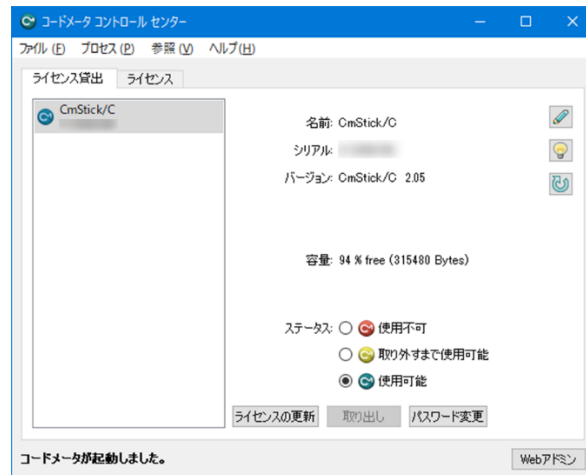 コードメータ コントロール センター
ファイル (F) プロセス (P) 参照 (V) ヘルプ(H)
ライセンス貸出 ライセンス
CmStick/C
名前: CmStick/C
シリアル:
バージョン: CmStick/C 2.05
容量: 94 % free (315480 Bytes)
ステータス: 使用不可
取り外すまで使用可能
使用可能
ライセンスの更新 取り出し パスワード変更
コードメータが起動しました。 Webアドミン